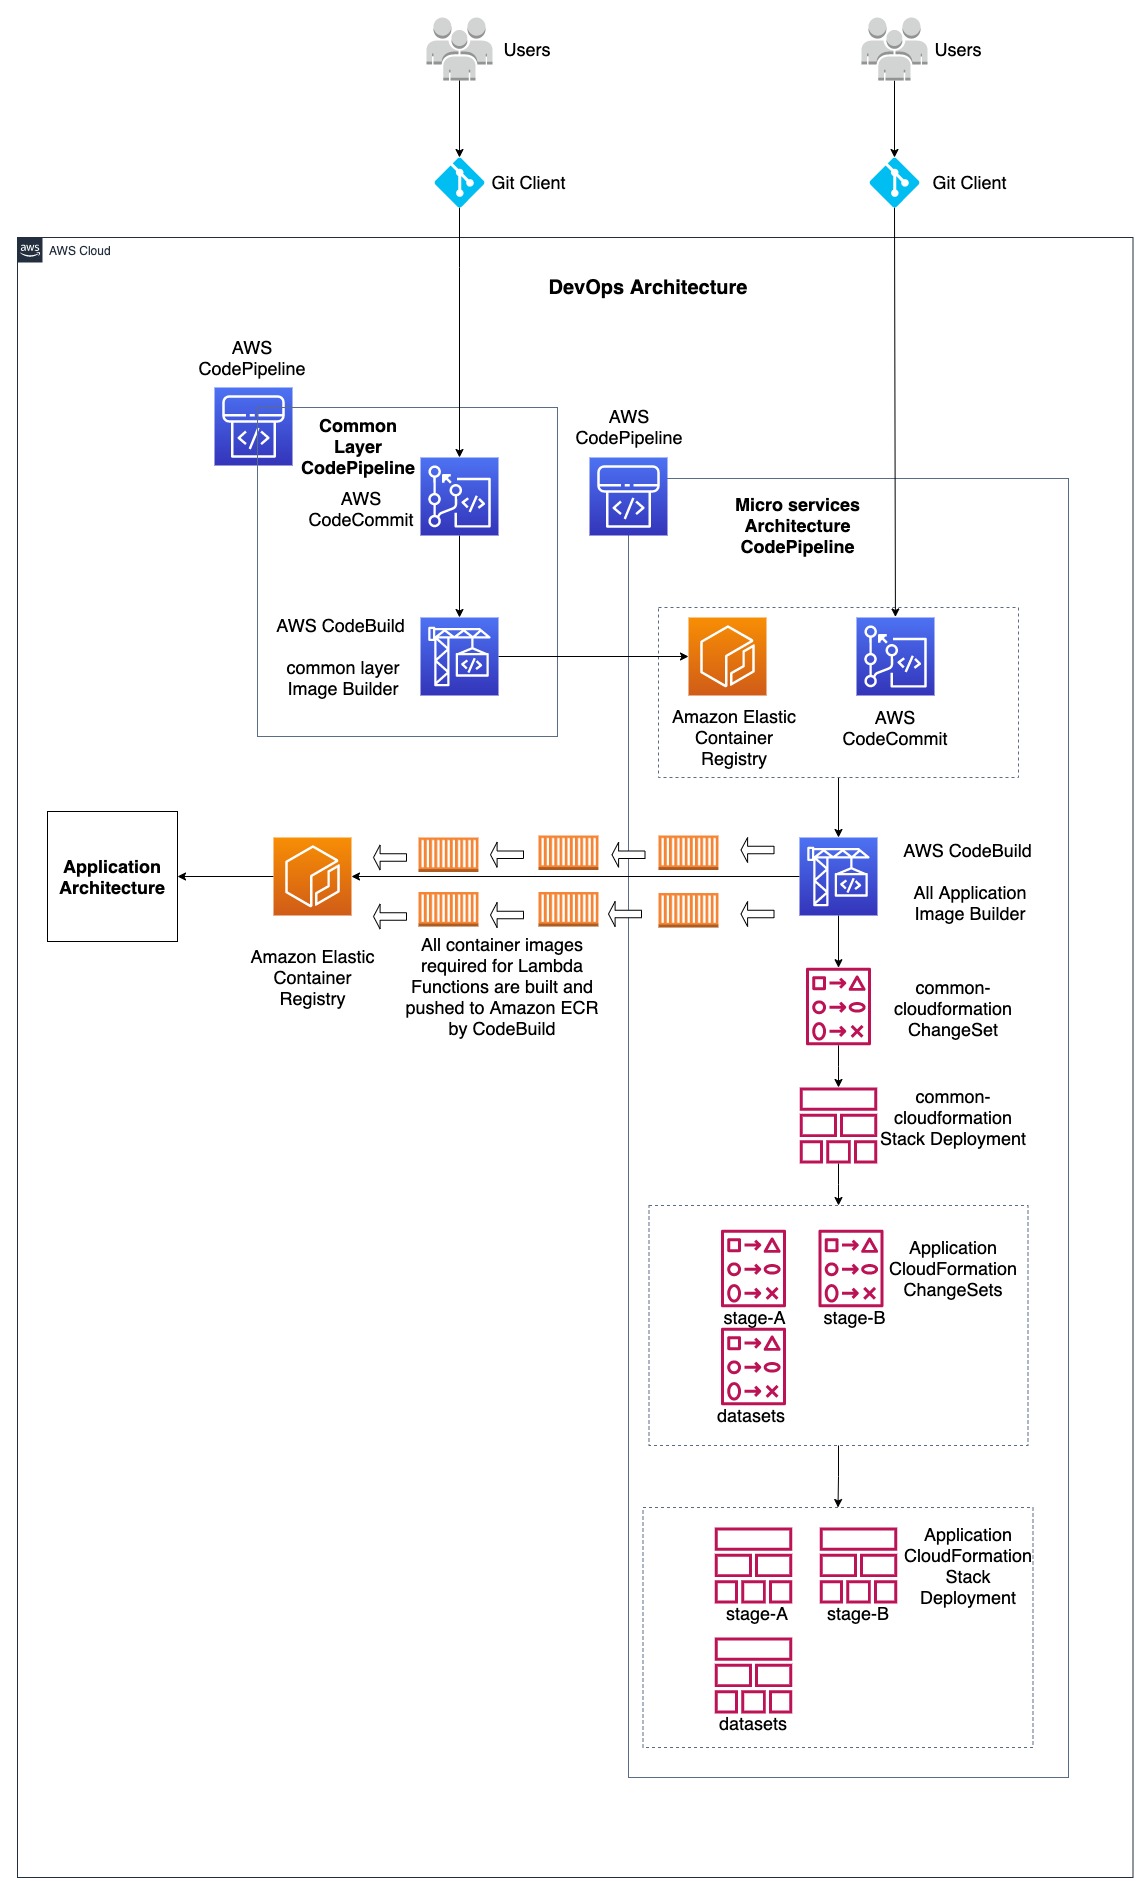 Users
Users
Git Client
Git Client
aws
AWS Cloud
DevOps Architecture
AWS
CodePipeline
Common
Layer
CodePipeline
AWS
CodeCommit
AWS
CodePipeline
Micro services
Architecture
CodePipeline
AWS CodeBuild
common layer
Image Builder
Amazon Elastic
Container
Registry
AWS
CodeCommit
Application
Architecture
AWS CodeBuild
All Application
Image Builder
Amazon Elastic
Container
Registry
All container images
required for Lambda
Functions are built and
pushed to Amazon ECR
by CodeBuild
common-
cloudformation
ChangeSet
common-
cloudformation
Stack Deployment
Application
CloudFormation
ChangeSets
stage-A
stage-B
datasets
Application
CloudFormation
Stack
Deployment
stage-A
stage-B
datasets